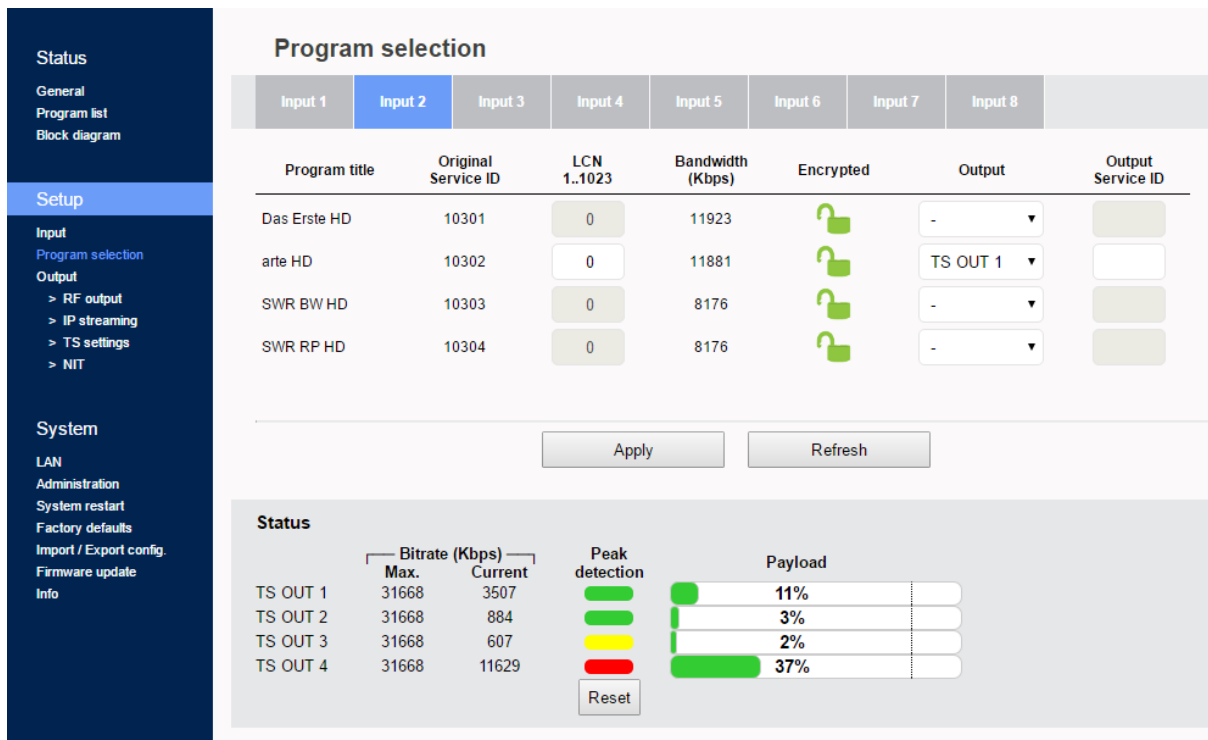 Status
General
Program list
Block diagram
Setup
Input
Program selection
Output
> RF output
> IP streaming
> TS settings
> NIT
System
LAN
Administration
System restart
Factory defaults
Import / Export config.
Firmware update
Info
Program selection
Input 1 Input 2 Input 3 Input 4 Input 5 Input 6 Input 7 Input 8
Program title Original Service ID LCN 1..1023 Bandwidth (Kbps) Encrypted Output Output Service ID
Das Erste HD 10301 0 11923 -
arte HD 10302 0 11881 TS OUT 1
SWR BW HD 10303 0 8176 -
SWR RP HD 10304 0 8176 -
Apply Refresh
Status
Bitrate (Kbps) Peak detection Payload
Max. Current
TS OUT 1 31668 3507 11%
TS OUT 2 31668 884 3%
TS OUT 3 31668 607 2%
TS OUT 4 31668 11629 37%
Reset